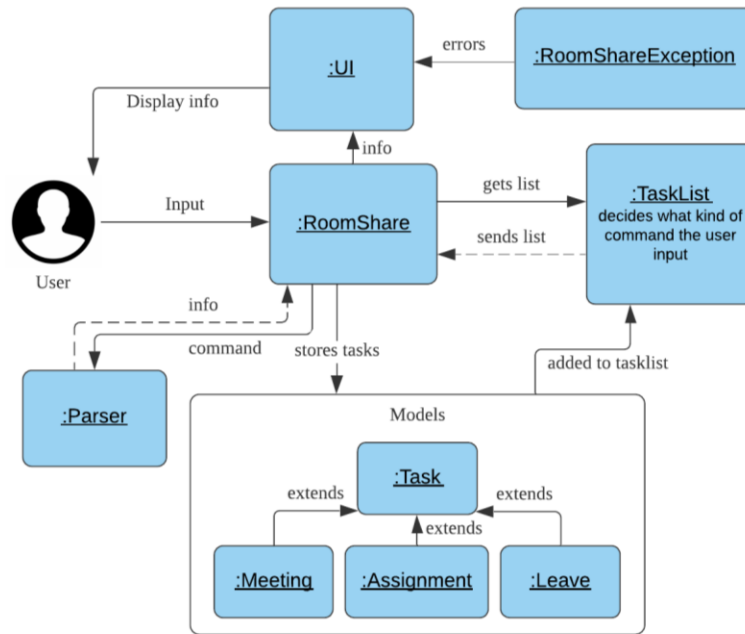 :UI
errors
:RoomShareException
Display info
info
:TaskList
decides what kind of
command the user
input
Input
:RoomShare
gets list
sends list
User
info
command
stores tasks
added to tasklist
:Parser
Models
:Task
extends
extends
extends
:Meeting
:Assignment
:Leave